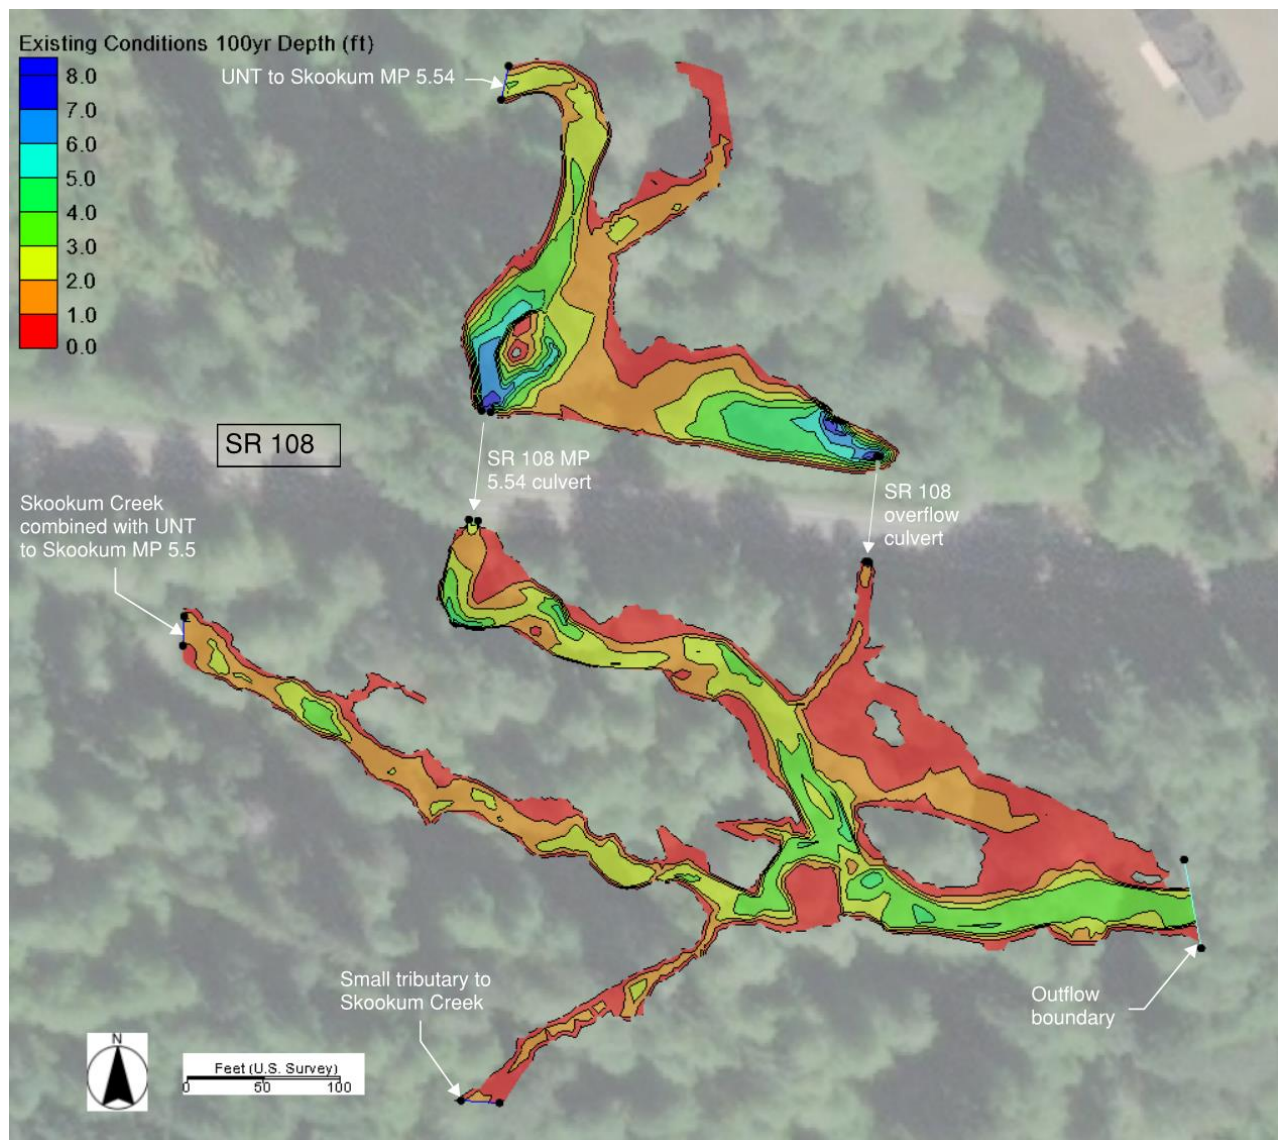 Existing Conditions 100yr Depth (ft)
8.0
7.0
6.0
5.0
4.0
3.0
2.0
1.0
0.0
UNT to Skookum MP 5.54
SR 108
SR 108 MP
5.54 culvert
SR 108
overflow
culvert
Skookum Creek
combined with UNT
to Skookum MP 5.5
Small tributary to
Skookum Creek
Outflow
boundary
N
Feet (U.S. Survey)
0 50 100